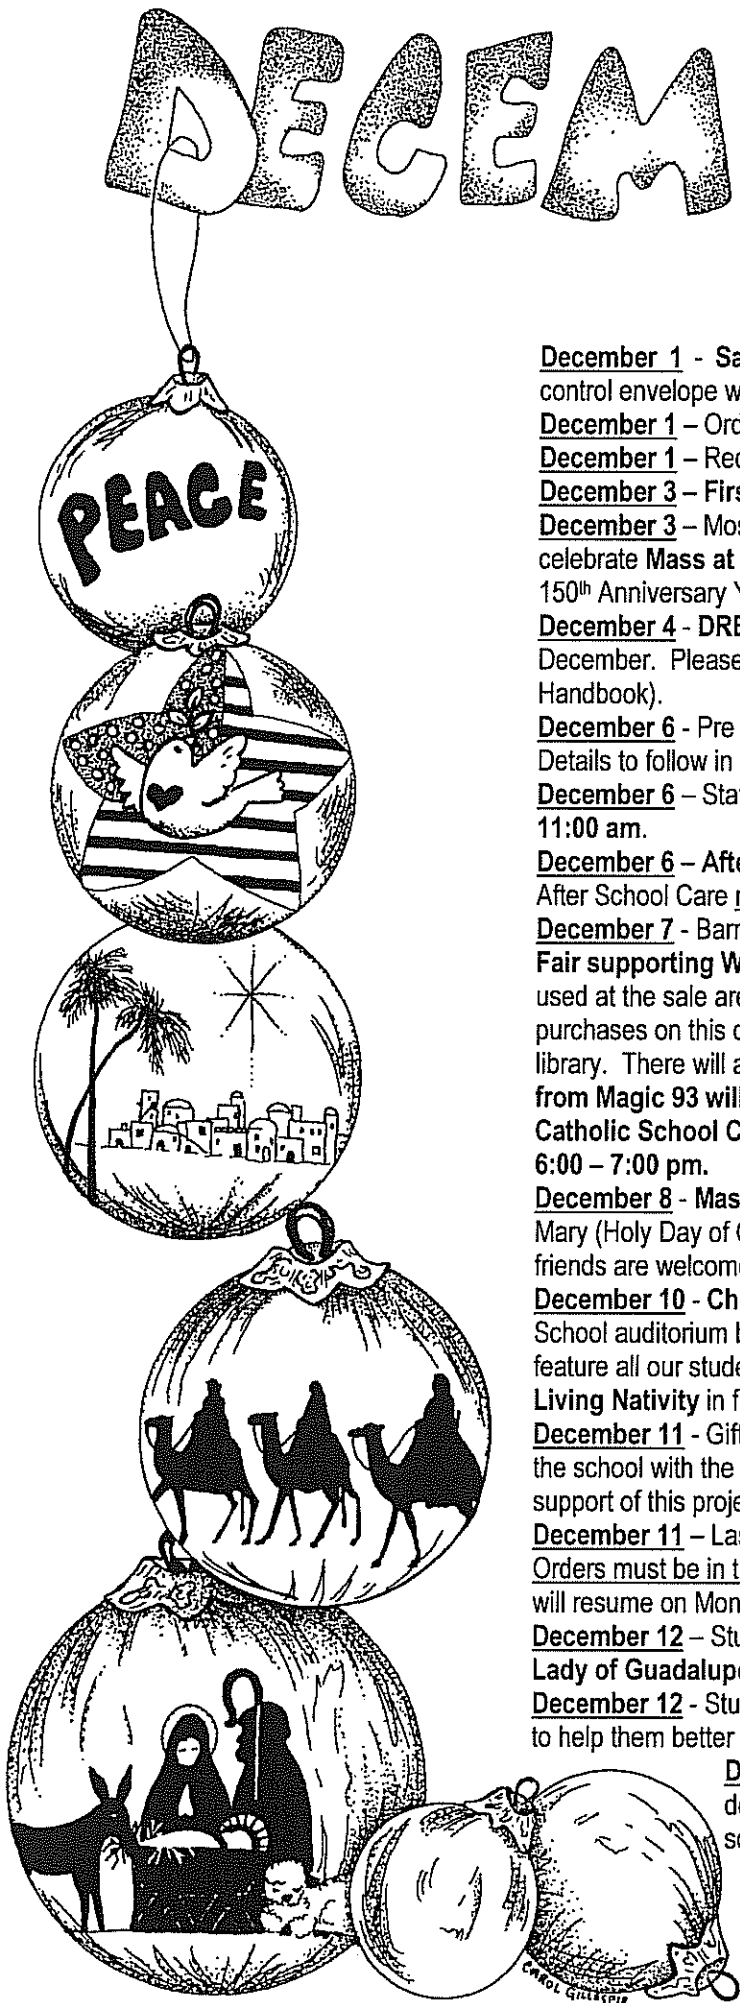 DECEM
PEACE
December 1 - Sa
control envelope w
December 1 – Ord
December 1 – Rec
December 3 – Firs
December 3 – Mos
celebrate Mass at
150th Anniversary Y
December 4 - DRE
December. Please
Handbook).
December 6 - Pre
Details to follow in
December 6 – Sta
11:00 am.
December 6 – Afte
After School Care
December 7 - Barn
Fair supporting W
used at the sale are
purchases on this d
library. There will a
from Magic 93 will
Catholic School C
6:00 – 7:00 pm.
December 8 - Mas
Mary (Holy Day of O
friends are welcome
December 10 - Ch
School auditorium b
feature all our stude
Living Nativity in f
December 11 - Gift
the school with the
support of this proje
December 11 – Las
Orders must be in t
will resume on Mon
December 12 – Stu
Lady of Guadalupe
December 12 - Stu
to help them better
D
de
sc
CAROL GILLESPIE